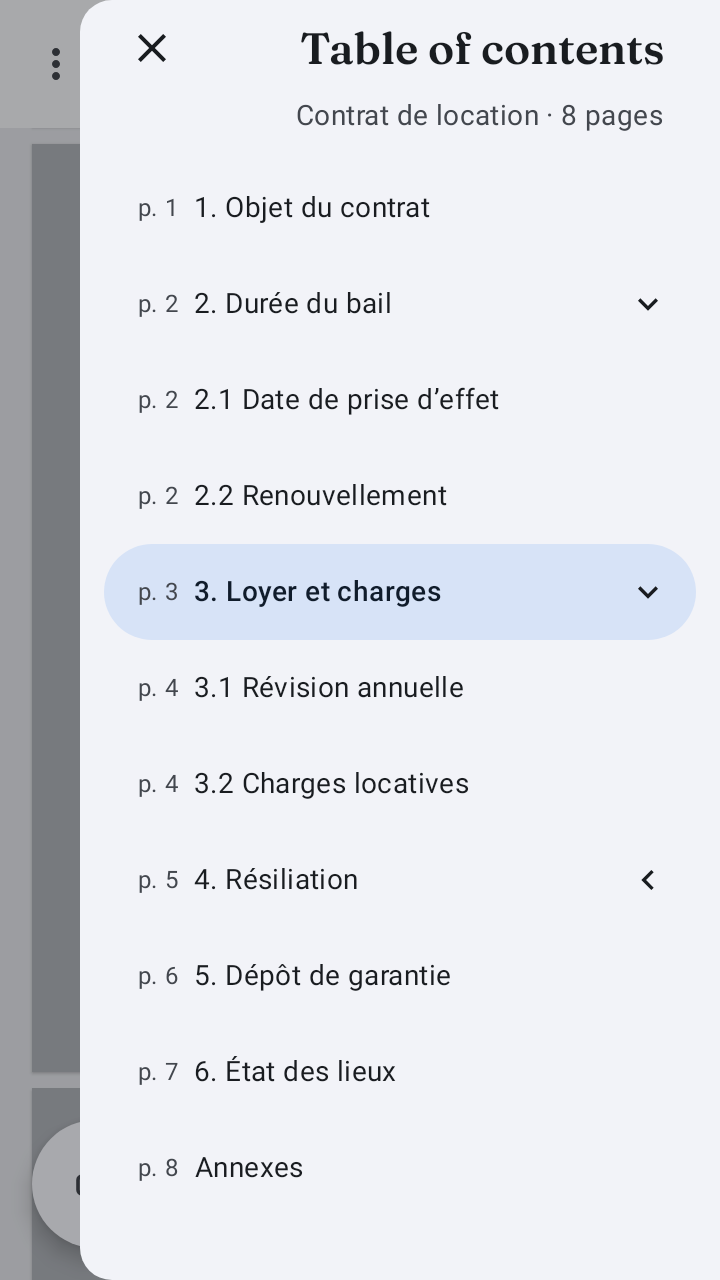 Table of contents
Contrat de location · 8 pages
p. 1 1. Objet du contrat
p. 2 2. Durée du bail
p. 2 2.1 Date de prise d’effet
p. 2 2.2 Renouvellement
p. 3 3. Loyer et charges
p. 4 3.1 Révision annuelle
p. 4 3.2 Charges locatives
p. 5 4. Résiliation
p. 6 5. Dépôt de garantie
p. 7 6. État des lieux
p. 8 Annexes